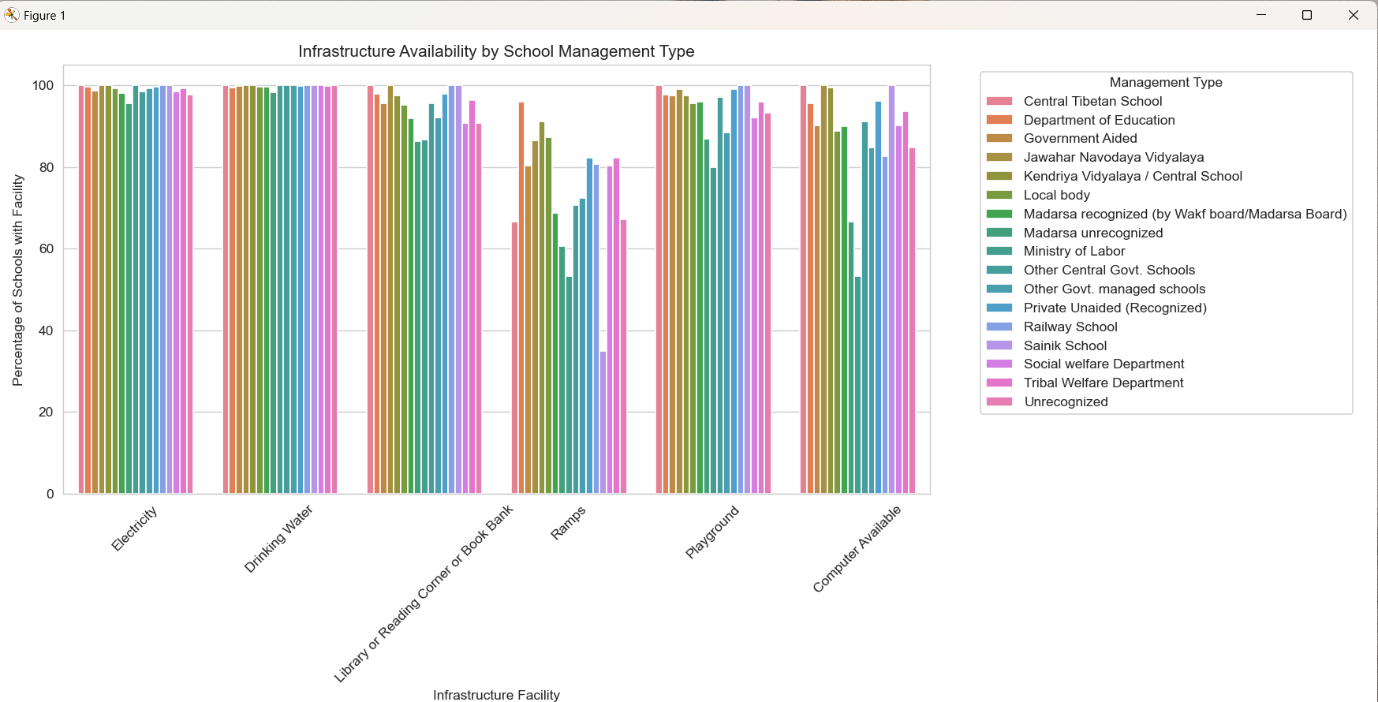 Figure 1
Infrastructure Availability by School Management Type
Percentage of Schools with Facility
100
80
60
40
20
0
Electricity
Drinking Water
Library or Reading Corner or Book Bank
Ramps
Playground
Computer Available
Infrastructure Facility
Management Type
Central Tibetan School
Department of Education
Government Aided
Jawahar Navodaya Vidyalaya
Kendriya Vidyalaya / Central School
Local body
Madarsa recognized (by Wakf board/Madarsa Board)
Madarsa unrecognized
Ministry of Labor
Other Central Govt. Schools
Other Govt. managed schools
Private Unaided (Recognized)
Railway School
Sainik School
Social welfare Department
Tribal Welfare Department
Unrecognized